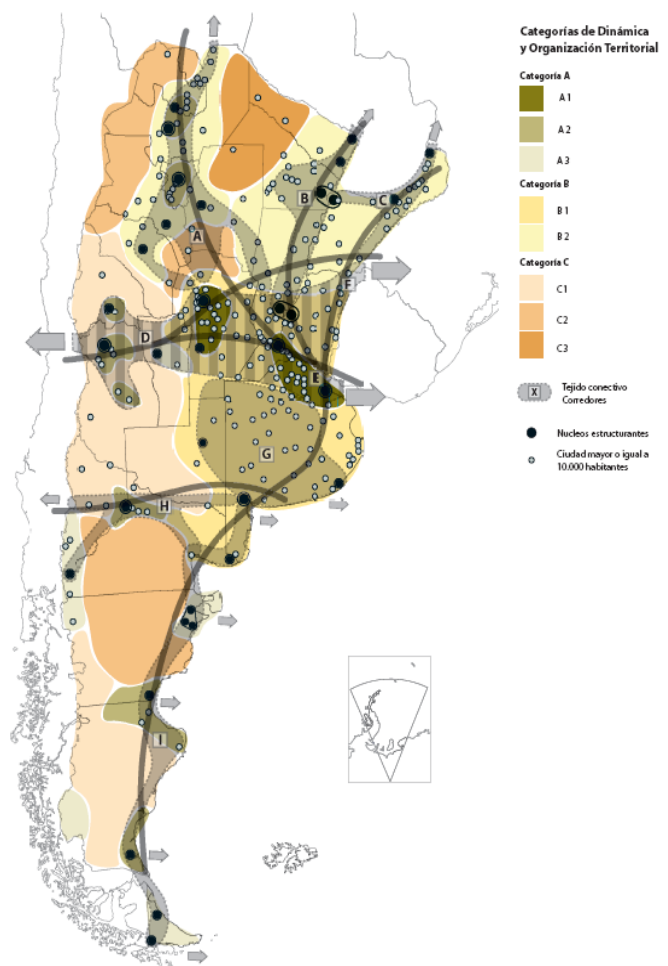 Categorías de Dinámica
y Organización Territorial
Categoría A
A 1
A 2
A 3
Categoría B
B 1
B 2
Categoría C
C1
C2
C3
X
Tejido conectivo
Corredores
Nucleos estructurantes
Ciudad mayor o igual a
10.000 habitantes
B
C
A
F
D
E
G
H
I